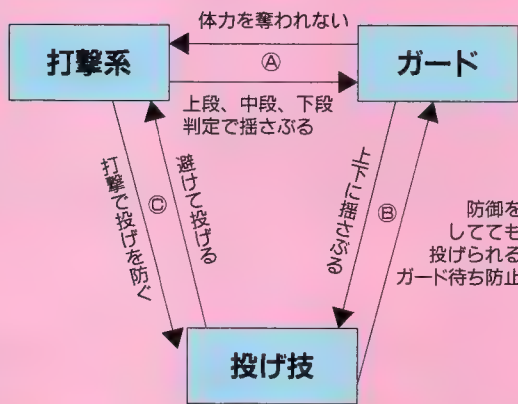 体力を奪われない
打撃系
Ⓐ
ガード
上段、中段、下段
判定で揺さぶる
打撃で投げを防ぐ
Ⓒ
避けて投げる
上下に揺さぶる
Ⓑ
防御を
してても
投げられる
ガード待ち防止
投げ技